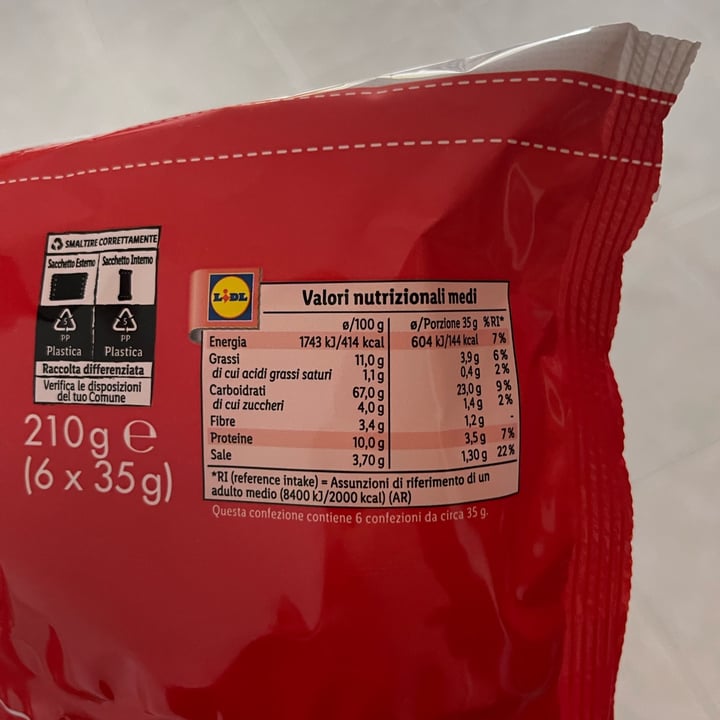 SMALTIRE CORRETTAMENTE
Sacchetto Esterno Sacchetto Interno
5 5
PP PP
Plastica Plastica
Raccolta differenziata
Verifica le disposizioni
del tuo Comune
210 g e
(6 x 35 g)
LIDL
Valori nutrizionali medi
ø/100 g ø/Porzione 35 g %RI*
Energia 1743 kJ/414 kcal 604 kJ/144 kcal 7%
Grassi 11,0 g 3,9 g 6%
di cui acidi grassi saturi 1,1 g 0,4 g 2%
Carboidrati 67,0 g 23,0 g 9%
di cui zuccheri 4,0 g 1,4 g 2%
Fibre 3,4 g 1,2 g -
Proteine 10,0 g 3,5 g 7%
Sale 3,70 g 1,30 g 22%
*RI (reference intake) = Assunzioni di riferimento di un
adulto medio (8400 kJ/2000 kcal) (AR)
Questa confezione contiene 6 confezioni da circa 35 g.